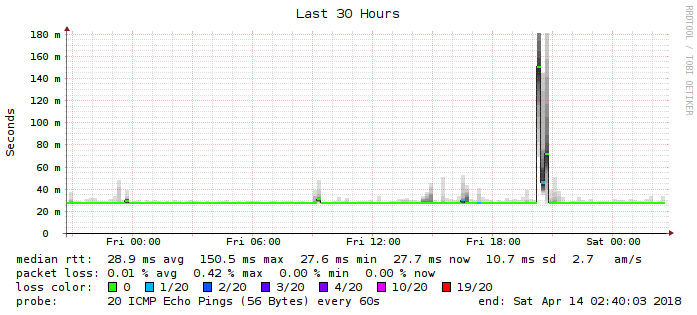 Last 30 Hours
RRDTOOL / TOBI OETIKER
Seconds
180 m
160 m
140 m
120 m
100 m
80 m
60 m
40 m
20 m
0
Fri 00:00 Fri 06:00 Fri 12:00 Fri 18:00 Sat 00:00
median rtt: 28.9 ms avg 150.5 ms max 27.6 ms min 27.7 ms now 10.7 ms sd 2.7 am/s
packet loss: 0.01 % avg 0.42 % max 0.00 % min 0.00 % now
loss color: 0 1/20 2/20 3/20 4/20 10/20 19/20
probe: 20 ICMP Echo Pings (56 Bytes) every 60s end: Sat Apr 14 02:40:03 2018